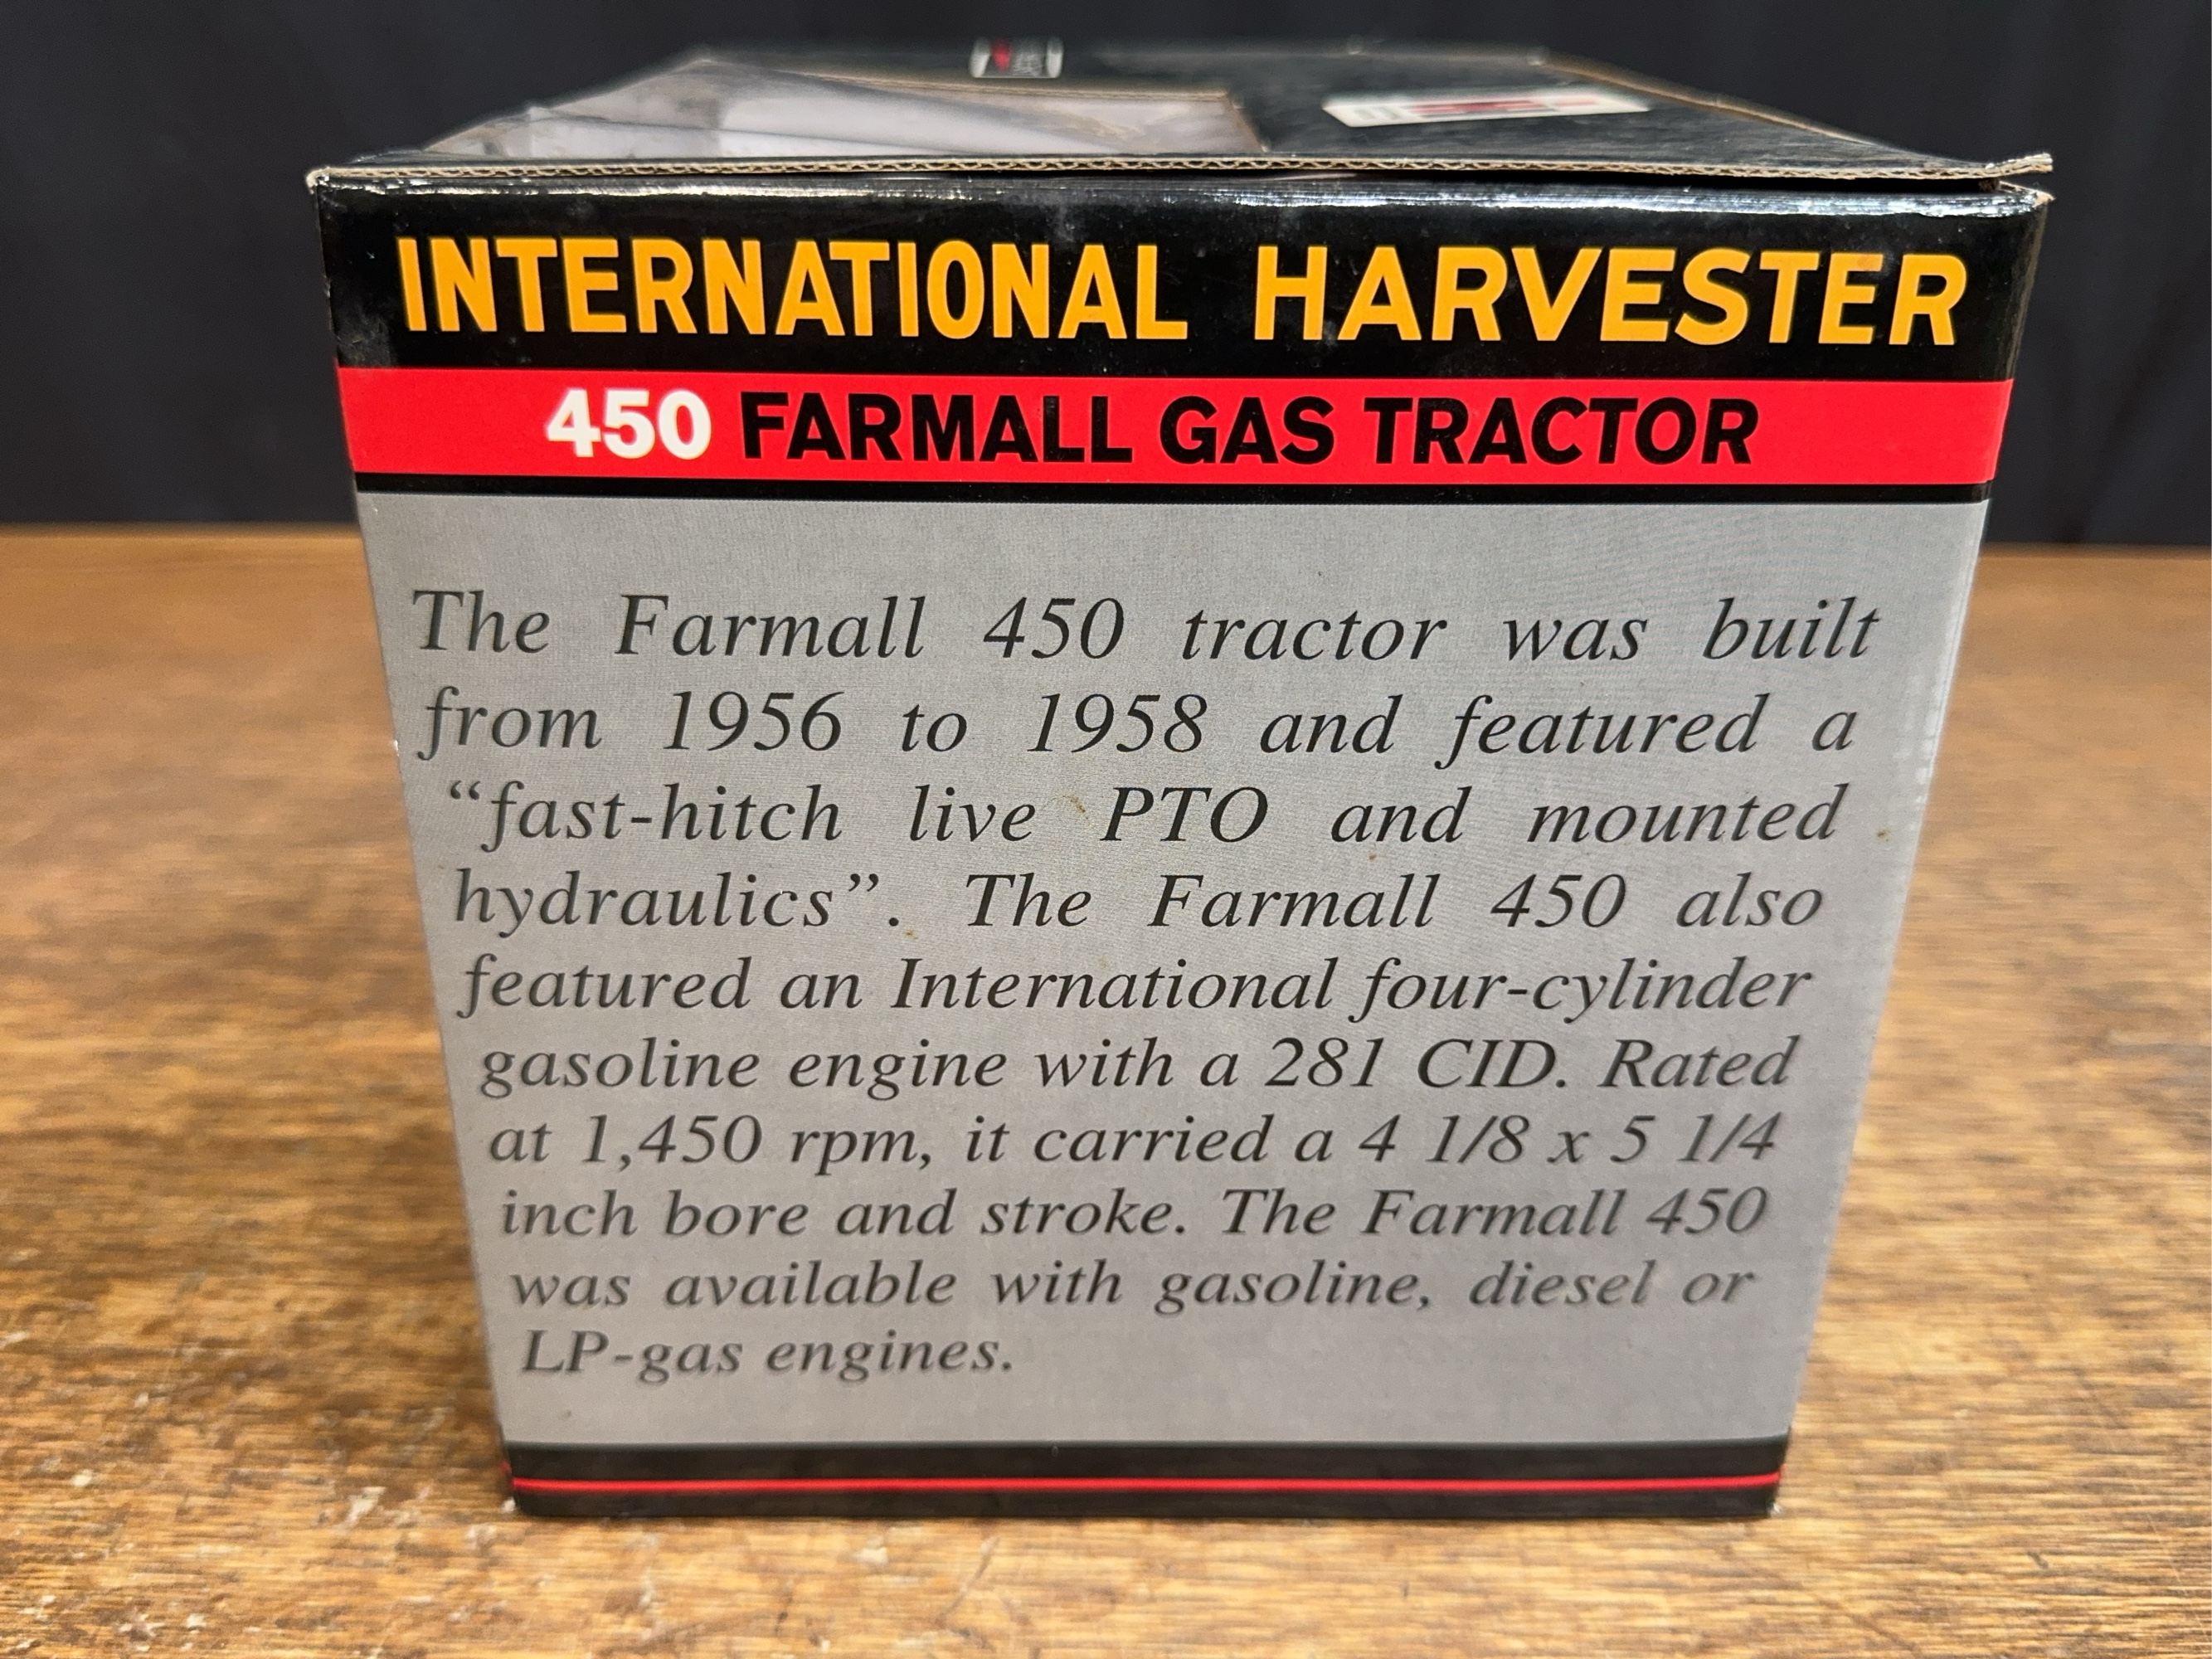 INTERNATIONAL HARVESTER
450 FARMALL GAS TRACTOR
The Farmall 450 tractor was built
from 1956 to 1958 and featured a
“fast-hitch live PTO and mounted
hydraulics”. The Farmall 450 also
featured an International four-cylinder
gasoline engine with a 281 CID. Rated
at 1,450 rpm, it carried a 4 1/8 x 5 1/4
inch bore and stroke. The Farmall 450
was available with gasoline, diesel or
LP-gas engines.